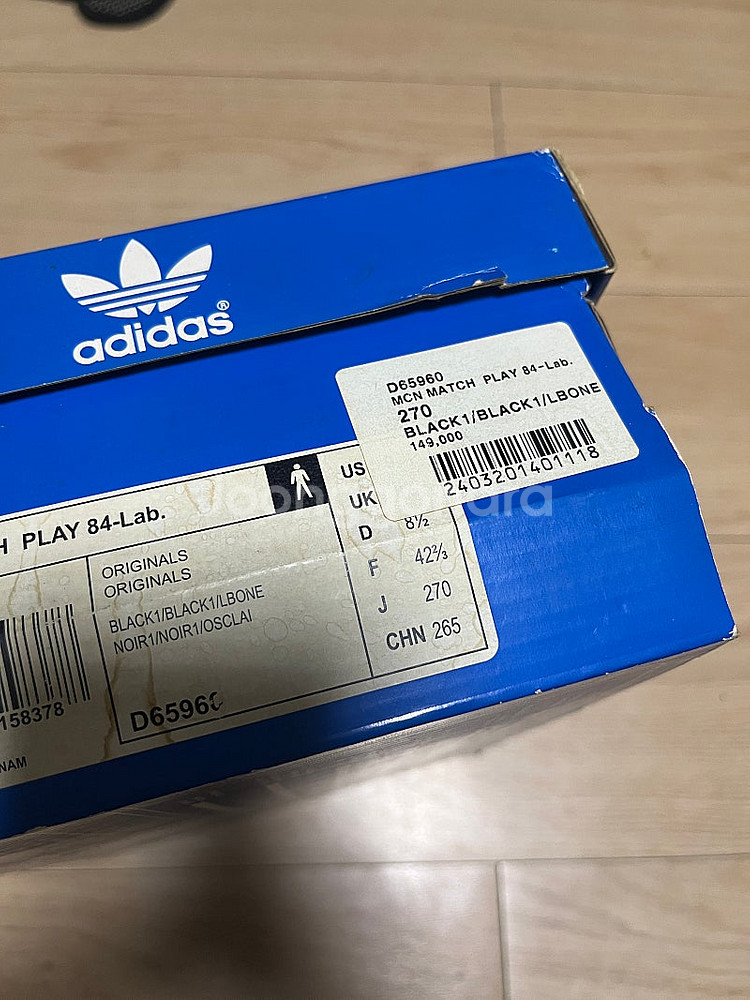 adidas®
D65960
MCN MATCH PLAY 84-Lab.
270
BLACK1/BLACK1/LBONE
149,000
2403201401118
H PLAY 84-Lab.
ORIGINALS
ORIGINALS
BLACK1/BLACK1/LBONE
NOIR1/NOIR1/OSCLAI
D6596
158378
NAM
US
UK
D 8½
F 42⅔
J 270
CHN 265